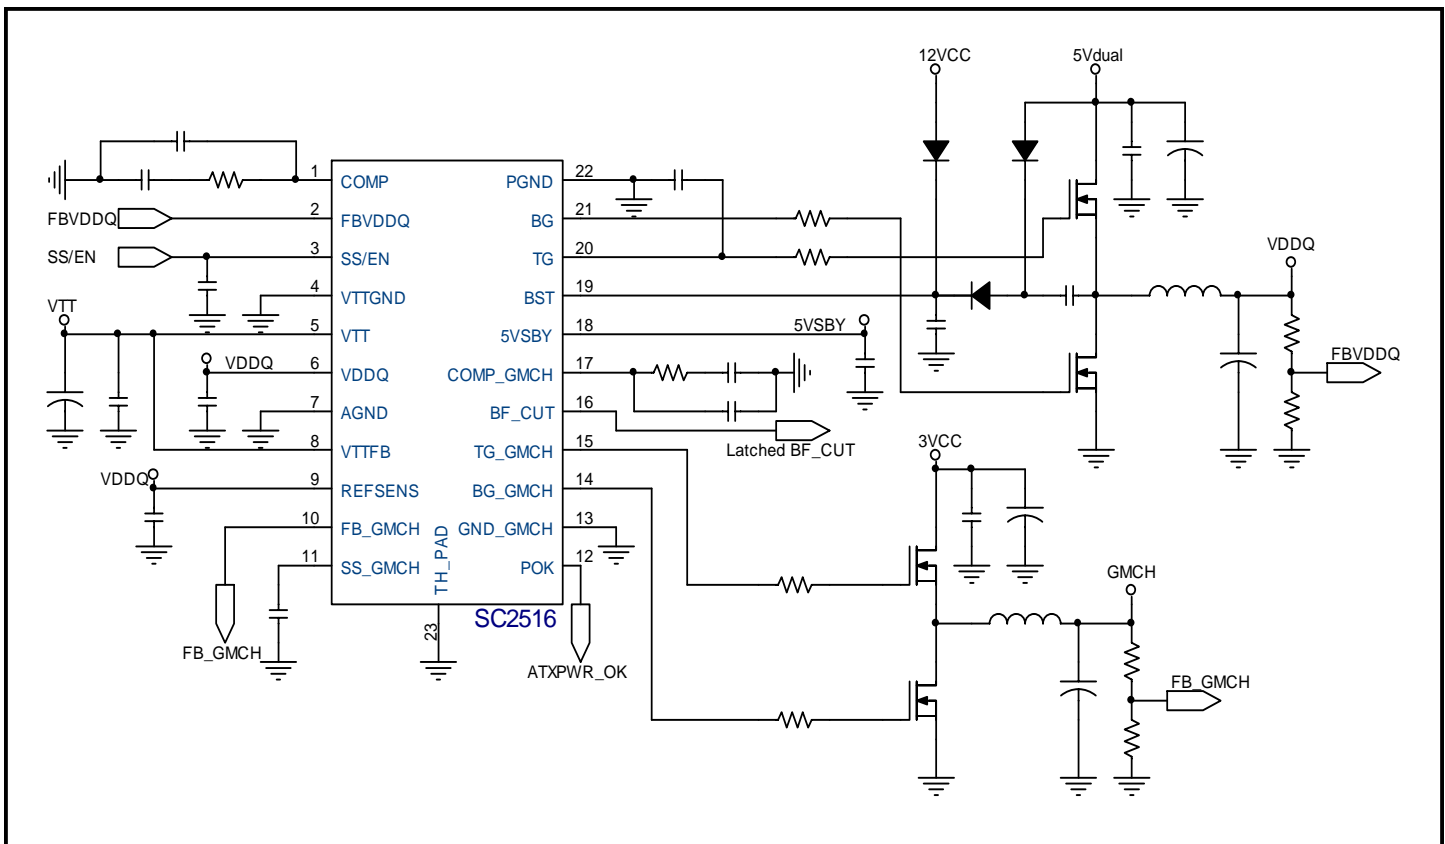 12VCC
5Vdual
1
COMP
PGND
22
FBVDDQ
2
FBVDDQ
BG
21
SS/EN
3
SS/EN
TG
20
VDDQ
4
VTTGND
BST
19
VTT
5
VTT
5VSBY
18
5VSBY
VDDQ
6
VDDQ
COMP_GMCH
17
FBVDDQ
7
AGND
BF_CUT
16
Latched BF_CUT
8
VTTFB
TG_GMCH
15
3VCC
VDDQ
9
REFSENS
BG_GMCH
14
10
FB_GMCH
GND_GMCH
13
11
SS_GMCH
TH_PAD
POK
12
GMCH
SC2516
23
FB_GMCH
ATXPWR_OK
FB_GMCH